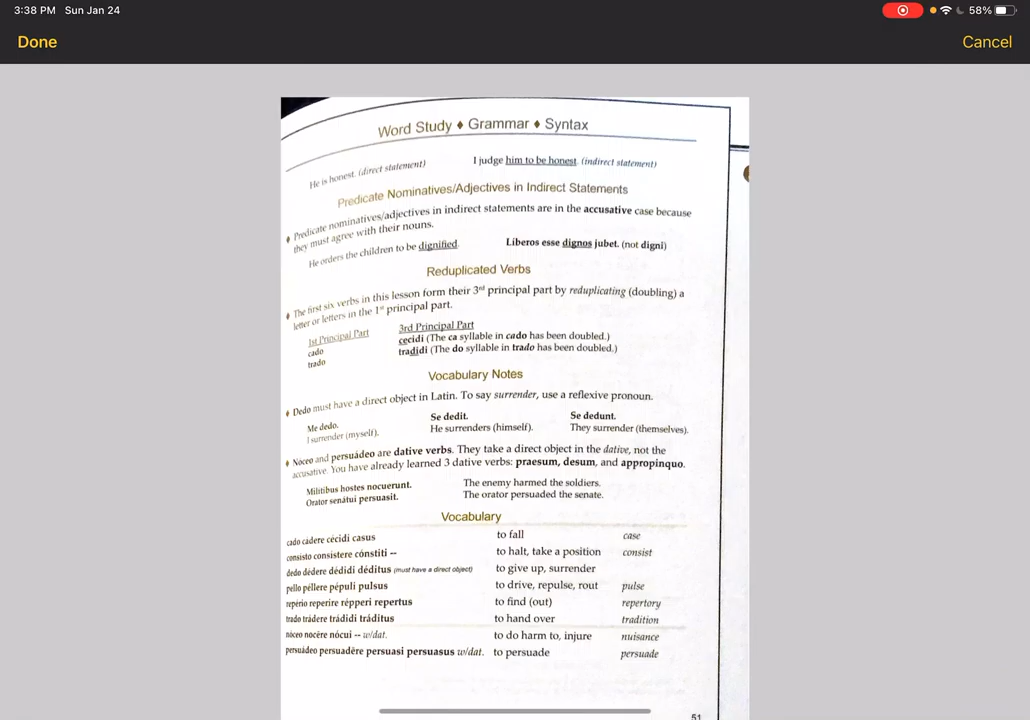 3:38 PM Sun Jan 24 58%
Done Cancel
Word Study ♦ Grammar ♦ Syntax
He is honest. (direct statement) I judge him to be honest. (indirect statement)
Predicate Nominatives/Adjectives in Indirect Statements
♦ Predicate nominatives/adjectives in indirect statements are in the accusative case because
they must agree with their nouns.
He orders the children to be dignified. Líberos esse dignos jubet. (not digni)
Reduplicated Verbs
♦ The first six verbs in this lesson form their 3rd principal part by reduplicating (doubling) a
letter or letters in the 1st principal part.
1st Principal Part 3rd Principal Part
cado cecidi (The ca syllable in cado has been doubled.)
trado tradidi (The do syllable in trado has been doubled.)
Vocabulary Notes
♦ Dedo must have a direct object in Latin. To say surrender, use a reflexive pronoun.
Me dedo. Se dedit. Se dedunt.
I surrender (myself). He surrenders (himself). They surrender (themselves).
♦ Nóceo and persuádeo are dative verbs. They take a direct object in the dative, not the
accusative. You have already learned 3 dative verbs: praesum, desum, and appropinquo.
Milítibus hostes nocuerunt. The enemy harmed the soldiers.
Orator senátui persuasit. The orator persuaded the senate.
Vocabulary
cado cádere cécidi casus to fall case
consisto consístere cónstiti -- to halt, take a position consist
dedo dédere dédidi déditus (must have a direct object) to give up, surrender
pello péllere pépuli pulsus to drive, repulse, rout pulse
repério reperire répperi repertus to find (out) repertory
trado trádere trádidi tráditus to hand over tradition
nóceo nocére nócui -- w/dat. to do harm to, injure nuisance
persuádeo persuadére persuasi persuasus w/dat. to persuade persuade
51